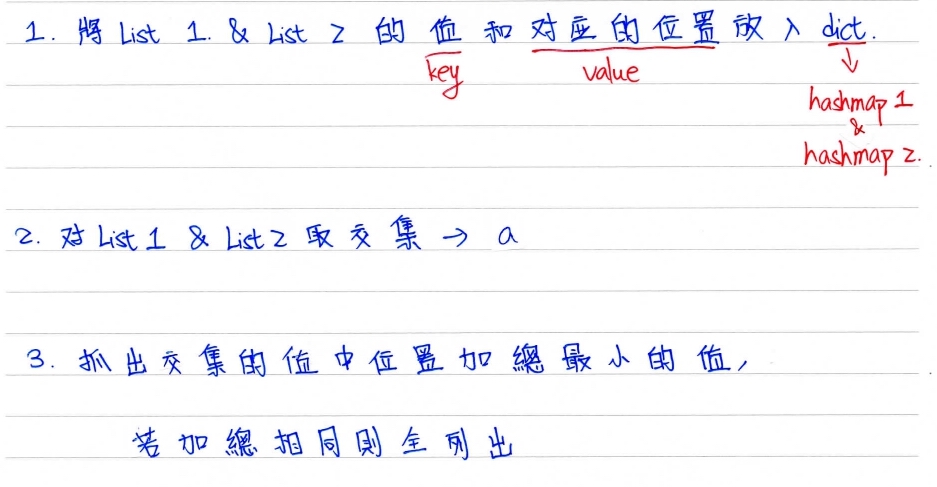 1. 將 List 1. & List 2 的 值 和 对应的位置 放入 dict.
key value ↓
hashmap 1
&
hashmap 2.
2. 对 List 1 & List 2 取交集 → a
3. 抓出交集的值中位置加總最小的值,
若加總相同則全列出